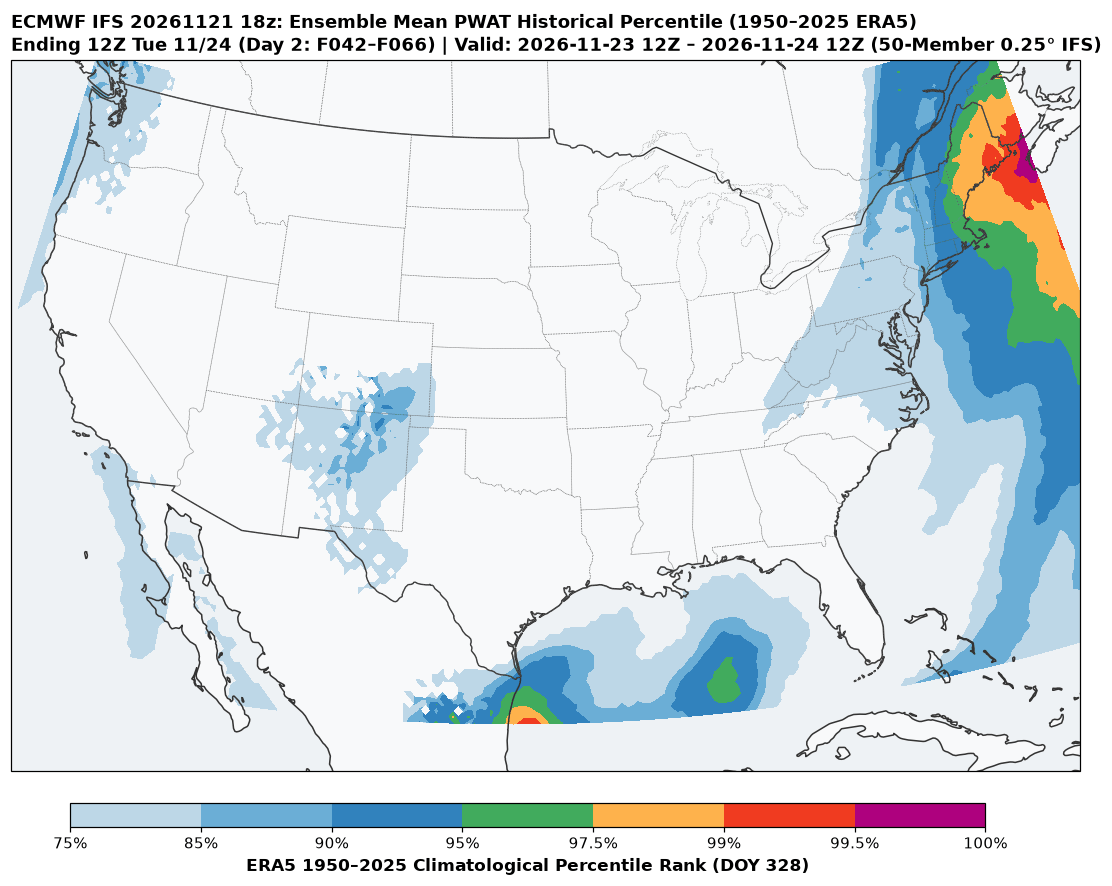 ECMWF IFS 20261121 18z: Ensemble Mean PWAT Historical Percentile (1950–2025 ERA5)
Ending 12Z Tue 11/24 (Day 2: F042–F066) | Valid: 2026-11-23 12Z – 2026-11-24 12Z (50-Member 0.25° IFS)
75% 85% 90% 95% 97.5% 99% 99.5% 100%
ERA5 1950–2025 Climatological Percentile Rank (DOY 328)